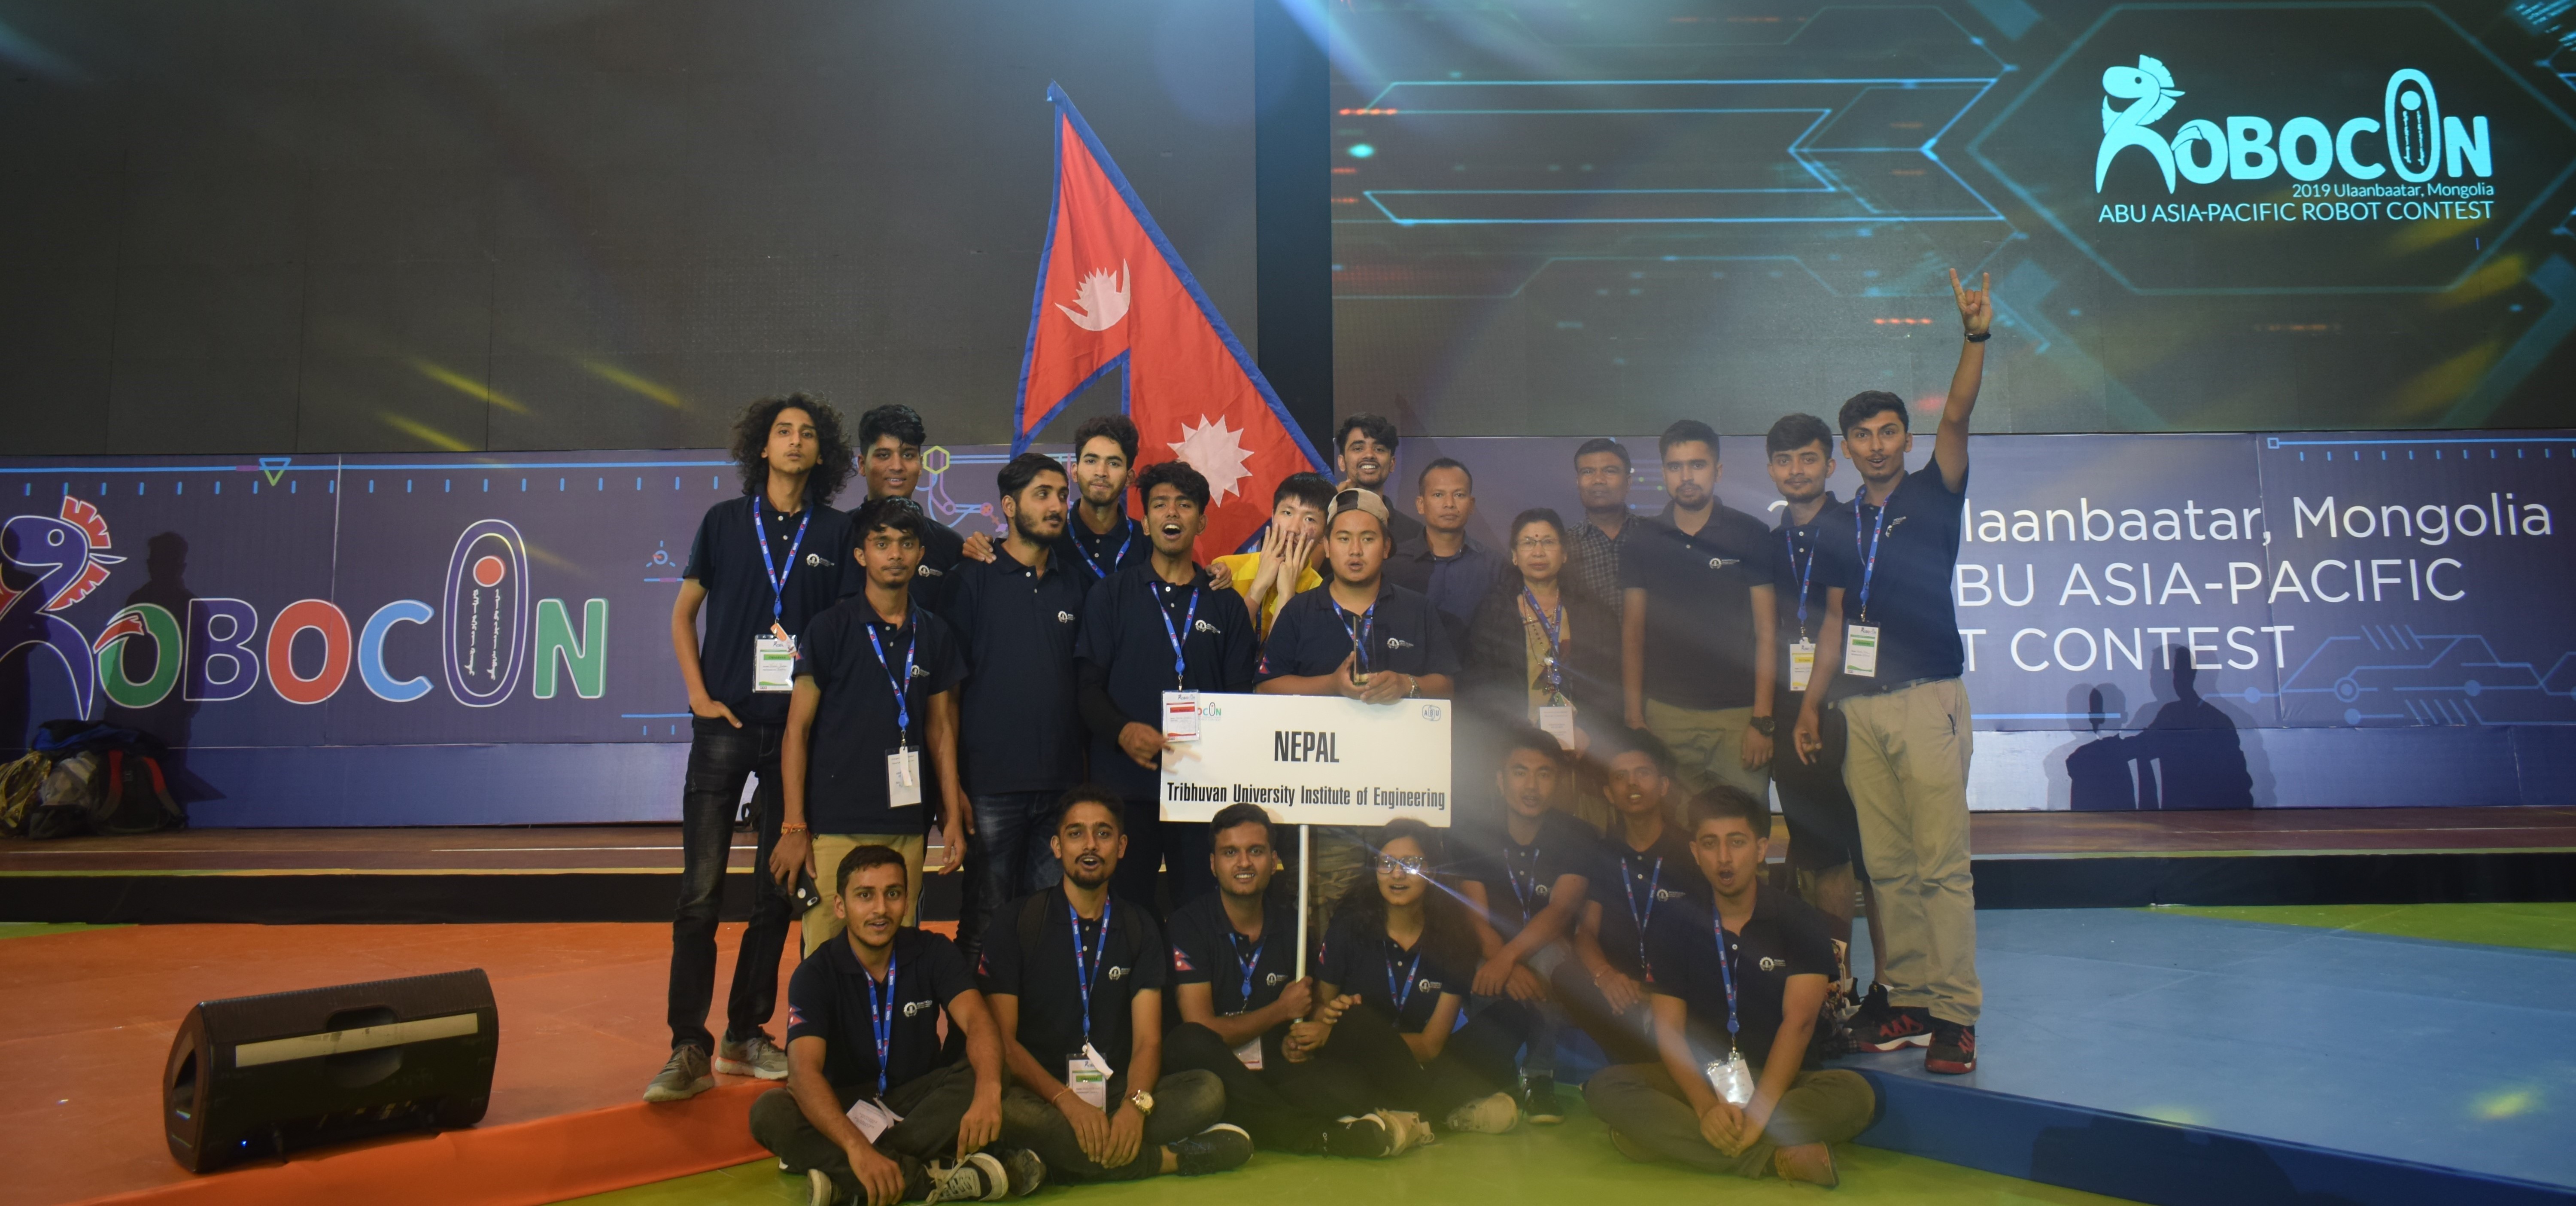 ROBOCON
2019 Ulaanbaatar, Mongolia
ABU ASIA-PACIFIC ROBOT CONTEST
ROBOCON
laanbaatar, Mongolia
BU ASIA-PACIFIC
T CONTEST
ABU
NEPAL
Tribhuvan University Institute of Engineering